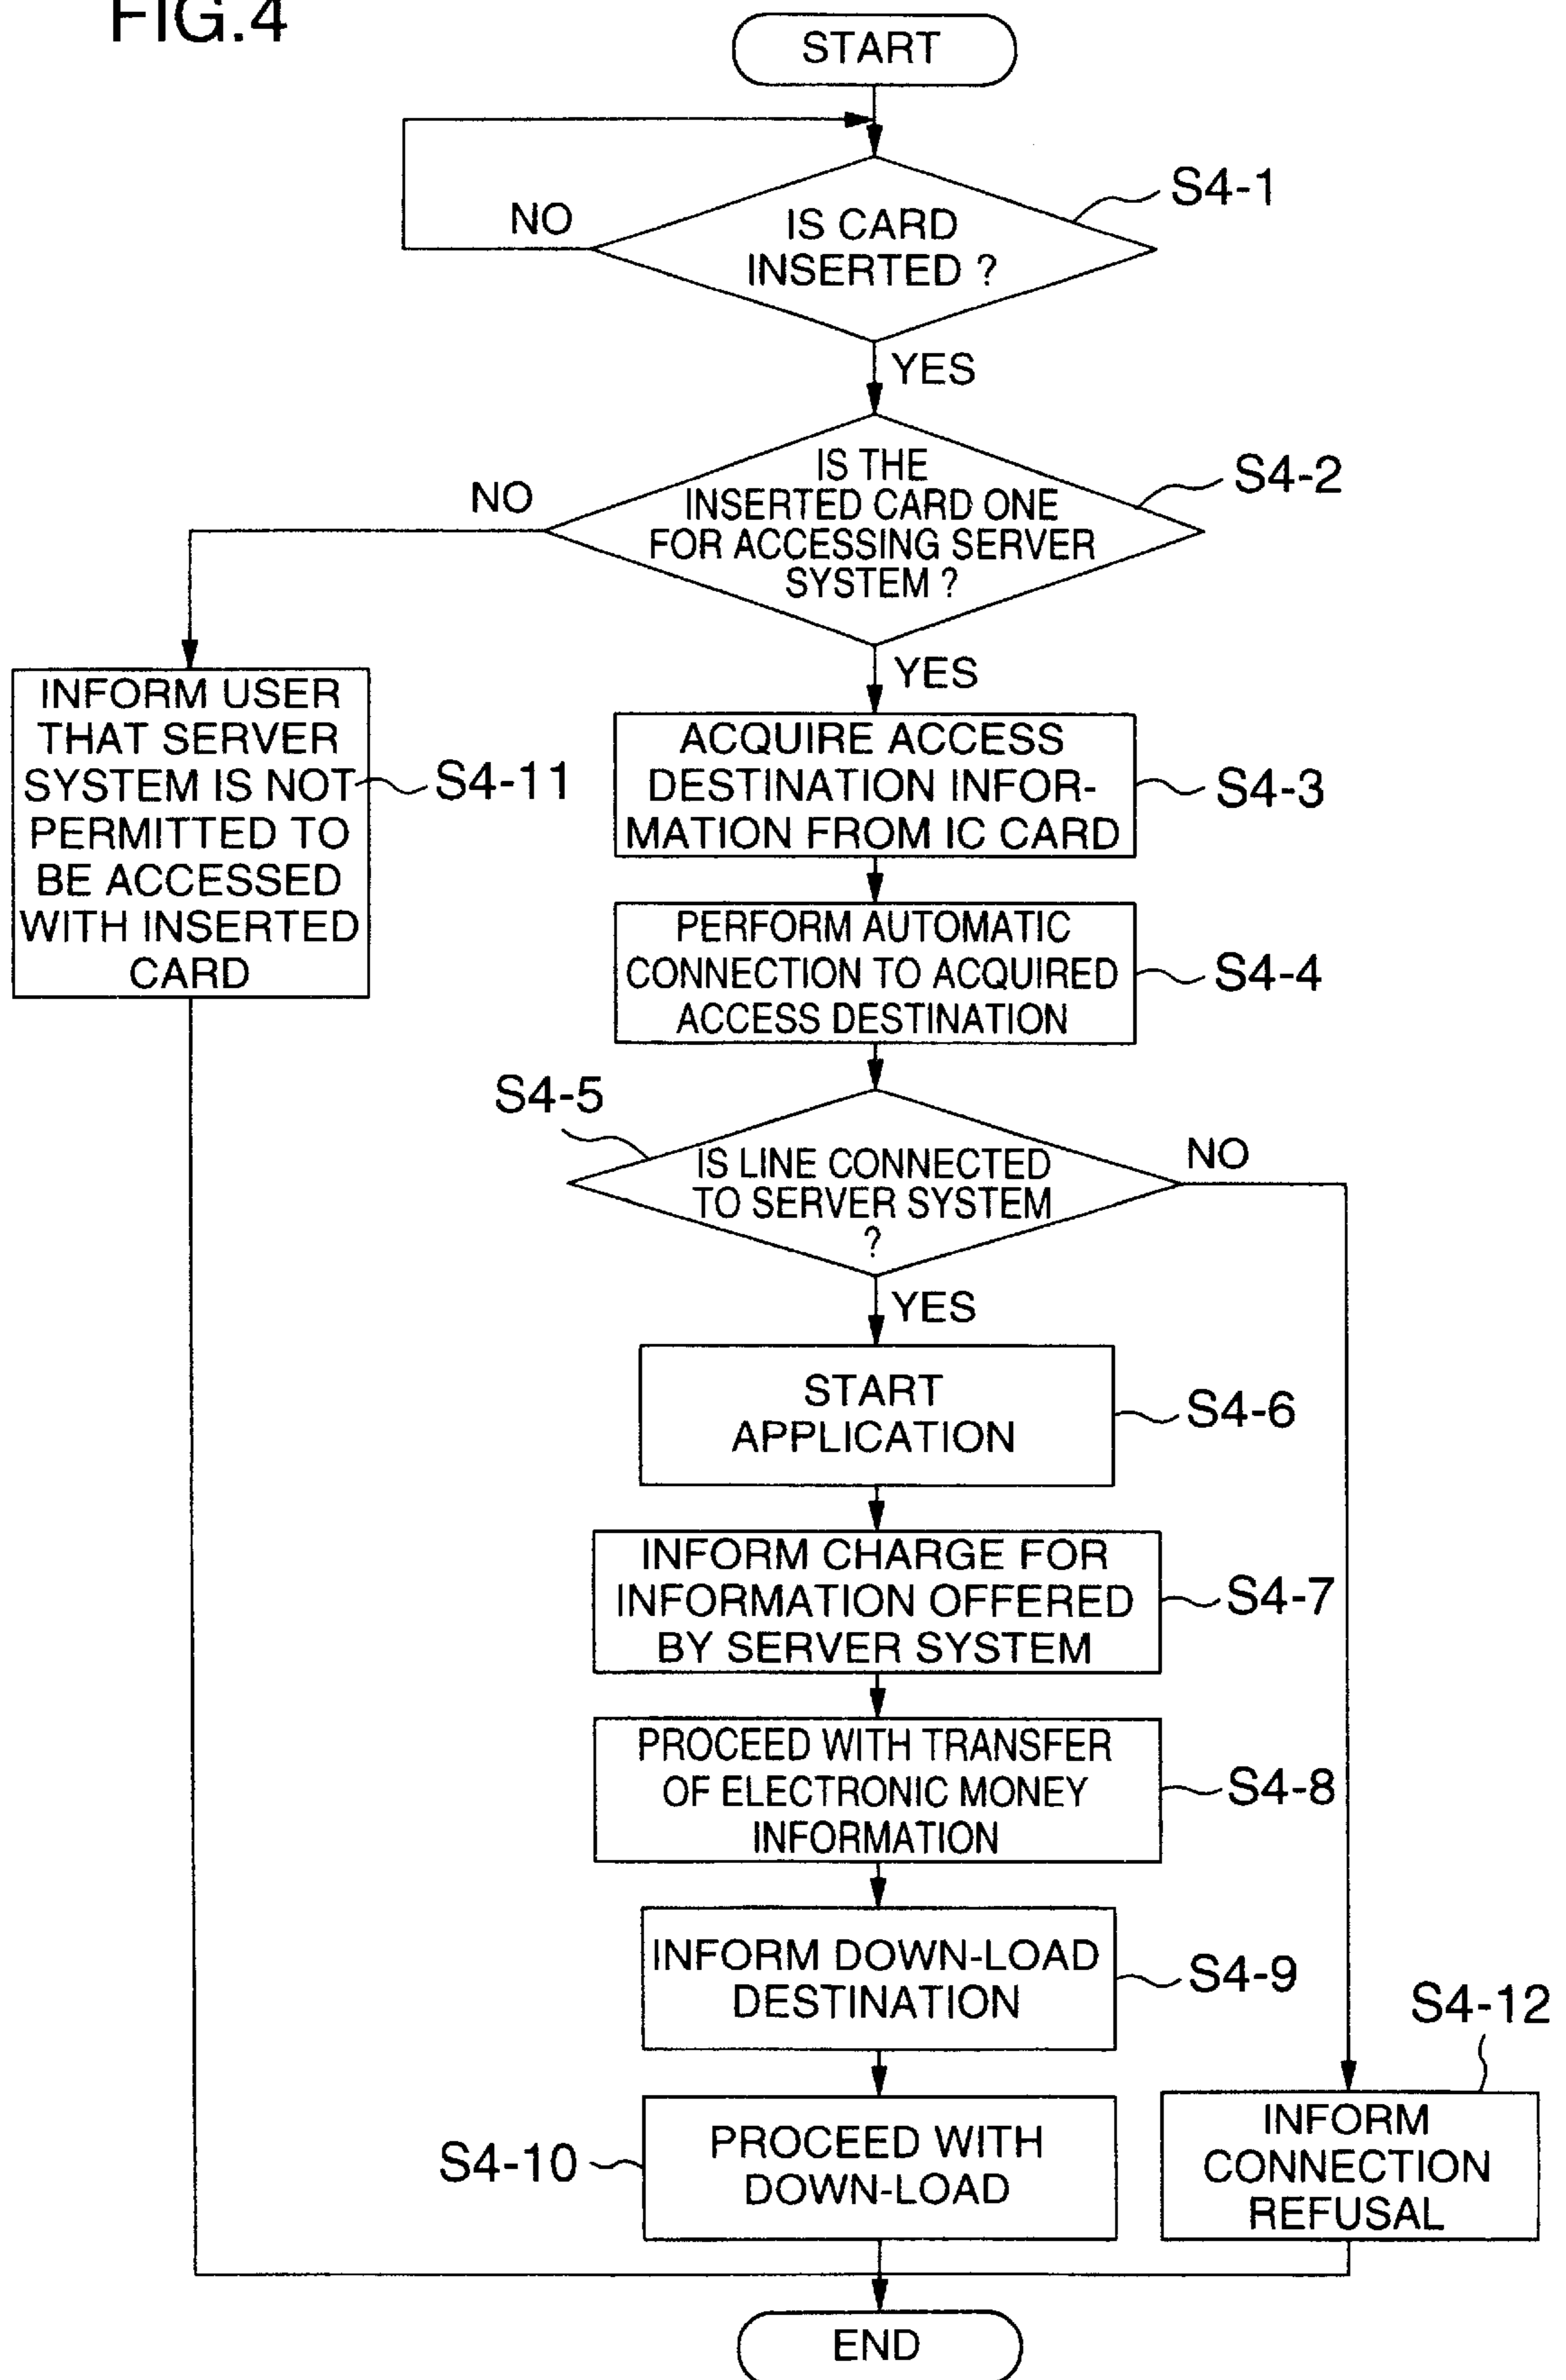 FIG.4
START
S4-1
NO
IS CARD
INSERTED ?
YES
S4-2
NO
IS THE
INSERTED CARD ONE
FOR ACCESSING SERVER
SYSTEM ?
YES
INFORM USER
THAT SERVER
SYSTEM IS NOT
PERMITTED TO
BE ACCESSED
WITH INSERTED
CARD
S4-11
ACQUIRE ACCESS
DESTINATION INFOR-
MATION FROM IC CARD
S4-3
PERFORM AUTOMATIC
CONNECTION TO ACQUIRED
ACCESS DESTINATION
S4-4
S4-5
NO
IS LINE CONNECTED
TO SERVER SYSTEM
?
YES
START
APPLICATION
S4-6
INFORM CHARGE FOR
INFORMATION OFFERED
BY SERVER SYSTEM
S4-7
PROCEED WITH TRANSFER
OF ELECTRONIC MONEY
INFORMATION
S4-8
INFORM DOWN-LOAD
DESTINATION
S4-9
S4-12
S4-10
PROCEED WITH
DOWN-LOAD
INFORM
CONNECTION
REFUSAL
END